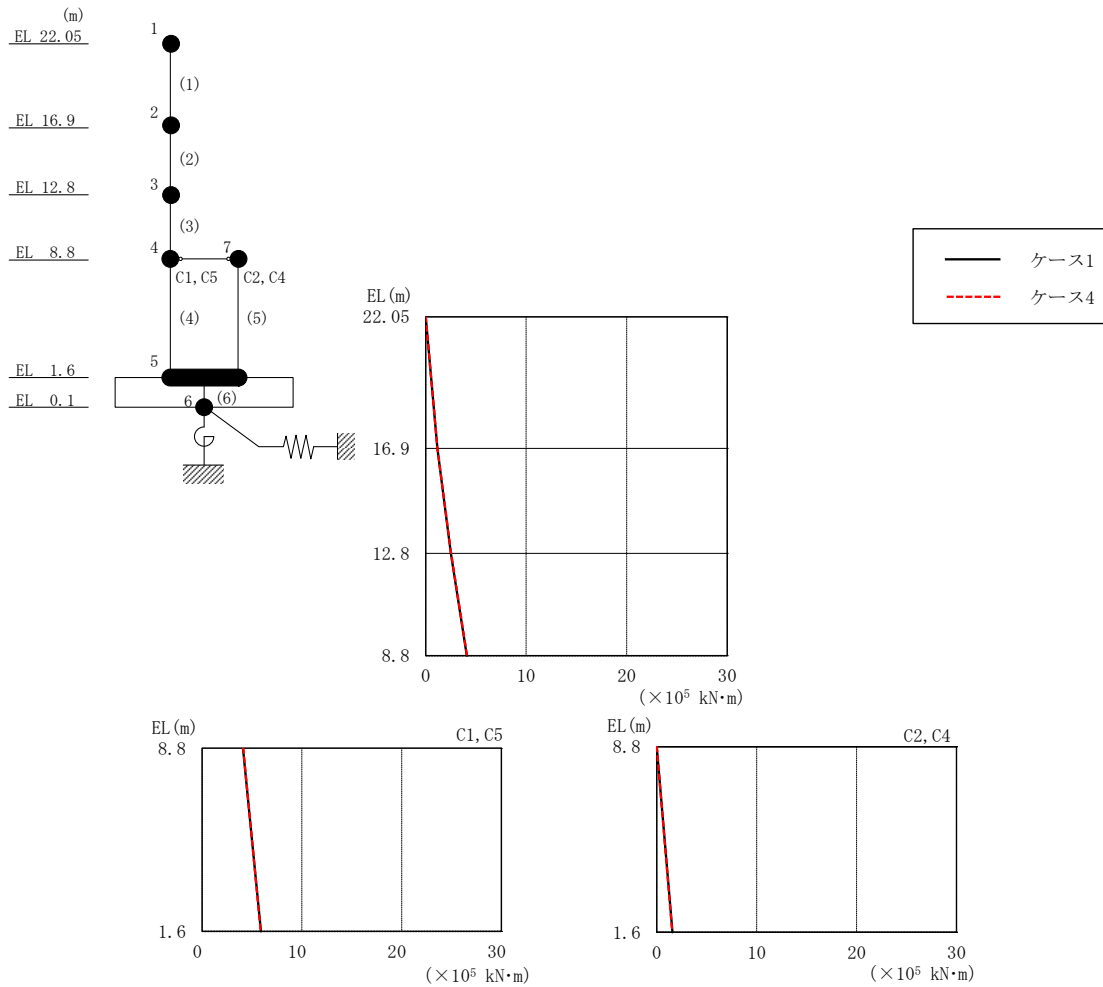 (m)
EL 22.05
EL 16.9
EL 12.8
EL 8.8
EL 1.6
EL 0.1
1
(1)
2
(2)
3
(3)
4
7
C1,C5
C2,C4
(4)
(5)
5
6
(6)
ケース1
ケース4
EL(m)
22.05
16.9
12.8
8.8
0
10
20
30
(×10⁵ kN·m)
EL(m)
C1,C5
8.8
1.6
0
10
20
30
(×10⁵ kN·m)
EL(m)
C2,C4
8.8
1.6
0
10
20
30
(×10⁵ kN·m)